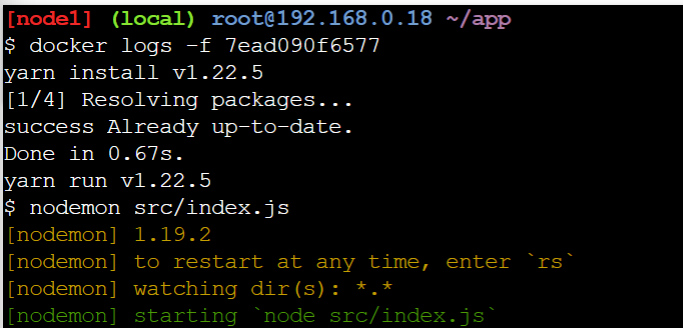 [node1] (local) root@192.168.0.18 ~/app
$ docker logs -f 7ead090f6577
yarn install v1.22.5
[1/4] Resolving packages...
success Already up-to-date.
Done in 0.67s.
yarn run v1.22.5
$ nodemon src/index.js
[nodemon] 1.19.2
[nodemon] to restart at any time, enter `rs`
[nodemon] watching dir(s): *.*
[nodemon] starting `node src/index.js`